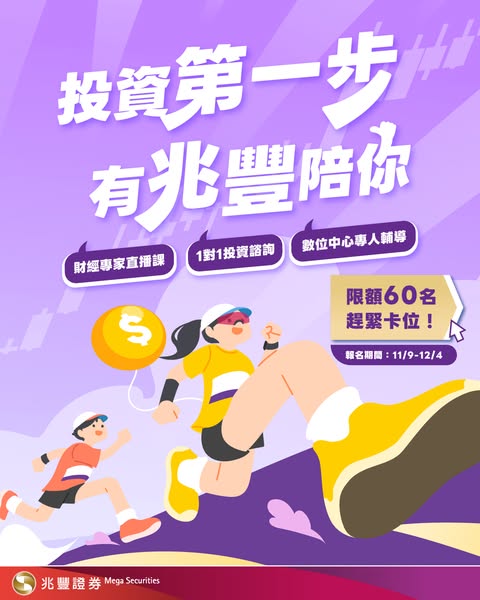 投資第一步
有兆豐陪你
財經專家直播課
1對1投資諮詢
數位中心專人輔導
限額60名
趕緊卡位！
報名期間：11/9-12/4
$
兆豐證券 Mega Securities